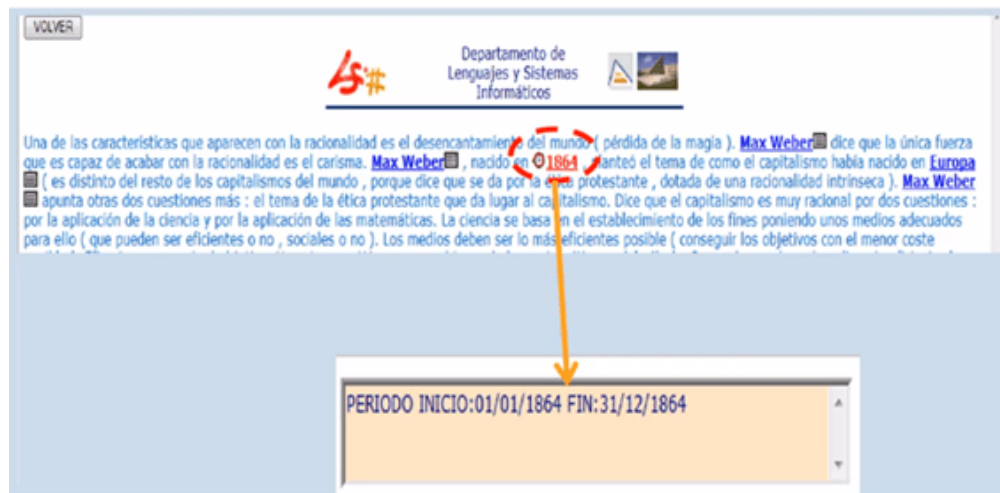 VOLVER
Departamento de
Lenguajes y Sistemas
Informáticos
Una de las características que aparecen con la racionalidad es el desencantamiento del mundo ( pérdida de la magia ). Max Weber dice que la única fuerza
que es capaz de acabar con la racionalidad es el carisma. Max Weber , nacido en 1864 , planteó el tema de como el capitalismo había nacido en Europa
( es distinto del resto de los capitalismos del mundo , porque dice que se da por la ética protestante , dotada de una racionalidad intrínseca ). Max Weber
apunta otras dos cuestiones más : el tema de la ética protestante que da lugar al capitalismo. Dice que el capitalismo es muy racional por dos cuestiones :
por la aplicación de la ciencia y por la aplicación de las matemáticas. La ciencia se basa en el establecimiento de los fines poniendo unos medios adecuados
para ello ( que pueden ser eficientes o no , sociales o no ). Los medios deben ser lo más eficientes posible ( conseguir los objetivos con el menor coste
PERIODO INICIO:01/01/1864 FIN:31/12/1864